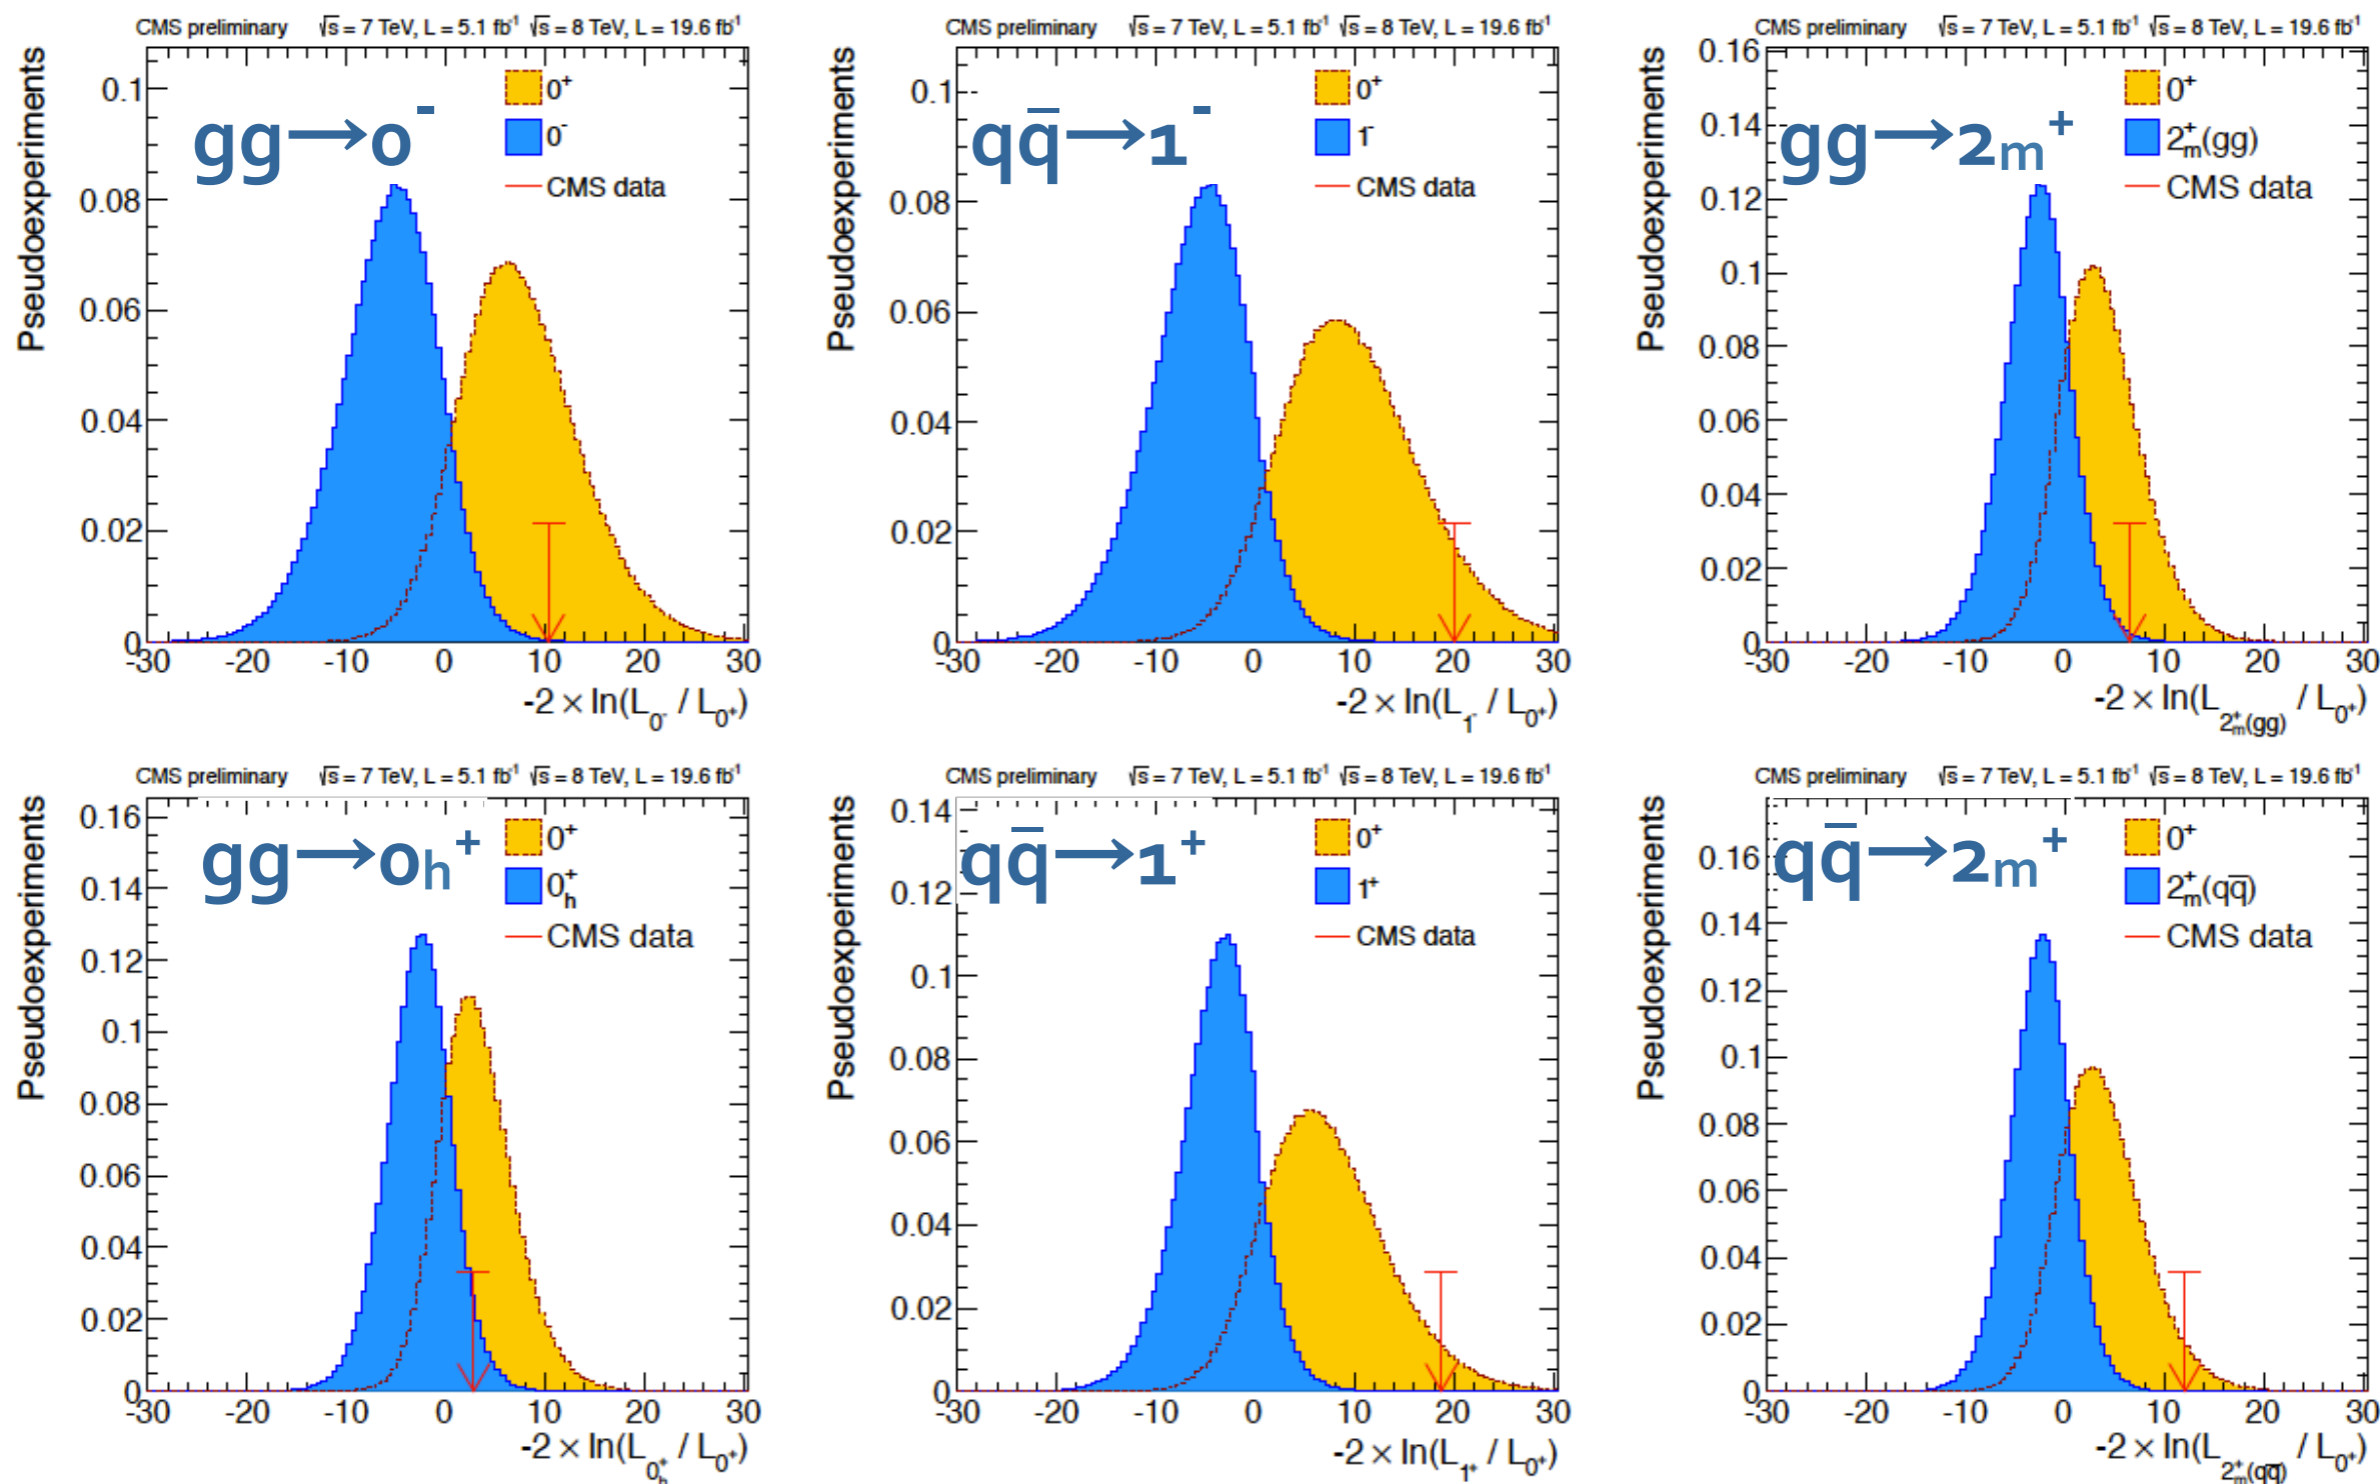 CMS preliminary √s = 7 TeV, L = 5.1 fb⁻¹ √s = 8 TeV, L = 19.6 fb⁻¹
Pseudoexperiments
gg→0⁻
0⁺
0⁻
CMS data
0.1
0.08
0.06
0.04
0.02
0
-30 -20 -10 0 10 20 30
-2 × ln(L₀⁻ / L₀⁺)
CMS preliminary √s = 7 TeV, L = 5.1 fb⁻¹ √s = 8 TeV, L = 19.6 fb⁻¹
Pseudoexperiments
qq̄→1⁻
0⁺
1⁻
CMS data
0.1
0.08
0.06
0.04
0.02
0
-30 -20 -10 0 10 20 30
-2 × ln(L₁⁻ / L₀⁺)
CMS preliminary √s = 7 TeV, L = 5.1 fb⁻¹ √s = 8 TeV, L = 19.6 fb⁻¹
Pseudoexperiments
gg→2ₘ⁺
0⁺
2ₘ⁺(gg)
CMS data
0.16
0.14
0.12
0.1
0.08
0.06
0.04
0.02
0
-30 -20 -10 0 10 20 30
-2 × ln(L₂ₘ⁺(gg) / L₀⁺)
CMS preliminary √s = 7 TeV, L = 5.1 fb⁻¹ √s = 8 TeV, L = 19.6 fb⁻¹
Pseudoexperiments
gg→0ₕ⁺
0⁺
0ₕ⁺
CMS data
0.16
0.14
0.12
0.1
0.08
0.06
0.04
0.02
0
-30 -20 -10 0 10 20 30
-2 × ln(L₀ₕ⁺ / L₀⁺)
CMS preliminary √s = 7 TeV, L = 5.1 fb⁻¹ √s = 8 TeV, L = 19.6 fb⁻¹
Pseudoexperiments
qq̄→1⁺
0⁺
1⁺
CMS data
0.14
0.12
0.1
0.08
0.06
0.04
0.02
0
-30 -20 -10 0 10 20 30
-2 × ln(L₁⁺ / L₀⁺)
CMS preliminary √s = 7 TeV, L = 5.1 fb⁻¹ √s = 8 TeV, L = 19.6 fb⁻¹
Pseudoexperiments
qq̄→2ₘ⁺
0⁺
2ₘ⁺(qq̄)
CMS data
0.16
0.14
0.12
0.1
0.08
0.06
0.04
0.02
0
-30 -20 -10 0 10 20 30
-2 × ln(L₂ₘ⁺(qq̄) / L₀⁺)